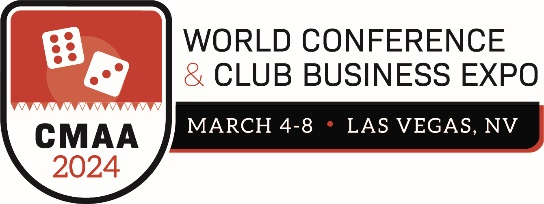 WORLD CONFERENCE
& CLUB BUSINESS EXPO
MARCH 4-8 • LAS VEGAS, NV
CMAA
2024